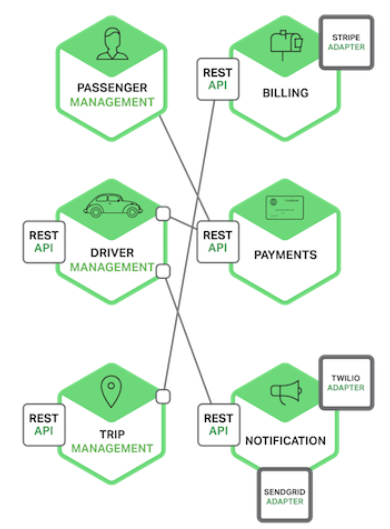 PASSENGER
MANAGEMENT
REST
API
BILLING
STRIPE
ADAPTER
REST
API
DRIVER
MANAGEMENT
REST
API
PAYMENTS
REST
API
TRIP
MANAGEMENT
REST
API
NOTIFICATION
TWILIO
ADAPTER
SENDGRID
ADAPTER